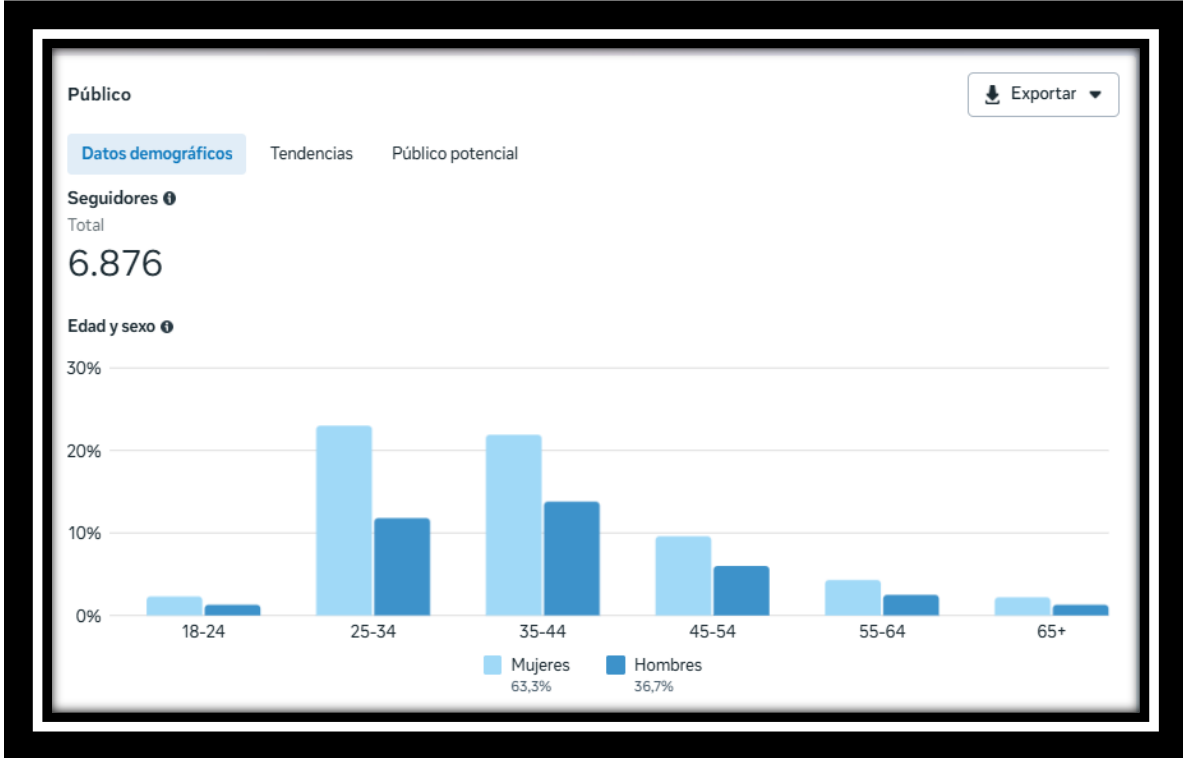 Público
Exportar
Datos demográficos Tendencias Público potencial
Seguidores
Total
6.876
Edad y sexo
30%
20%
10%
0%
18-24 25-34 35-44 45-54 55-64 65+
Mujeres Hombres
63,3% 36,7%